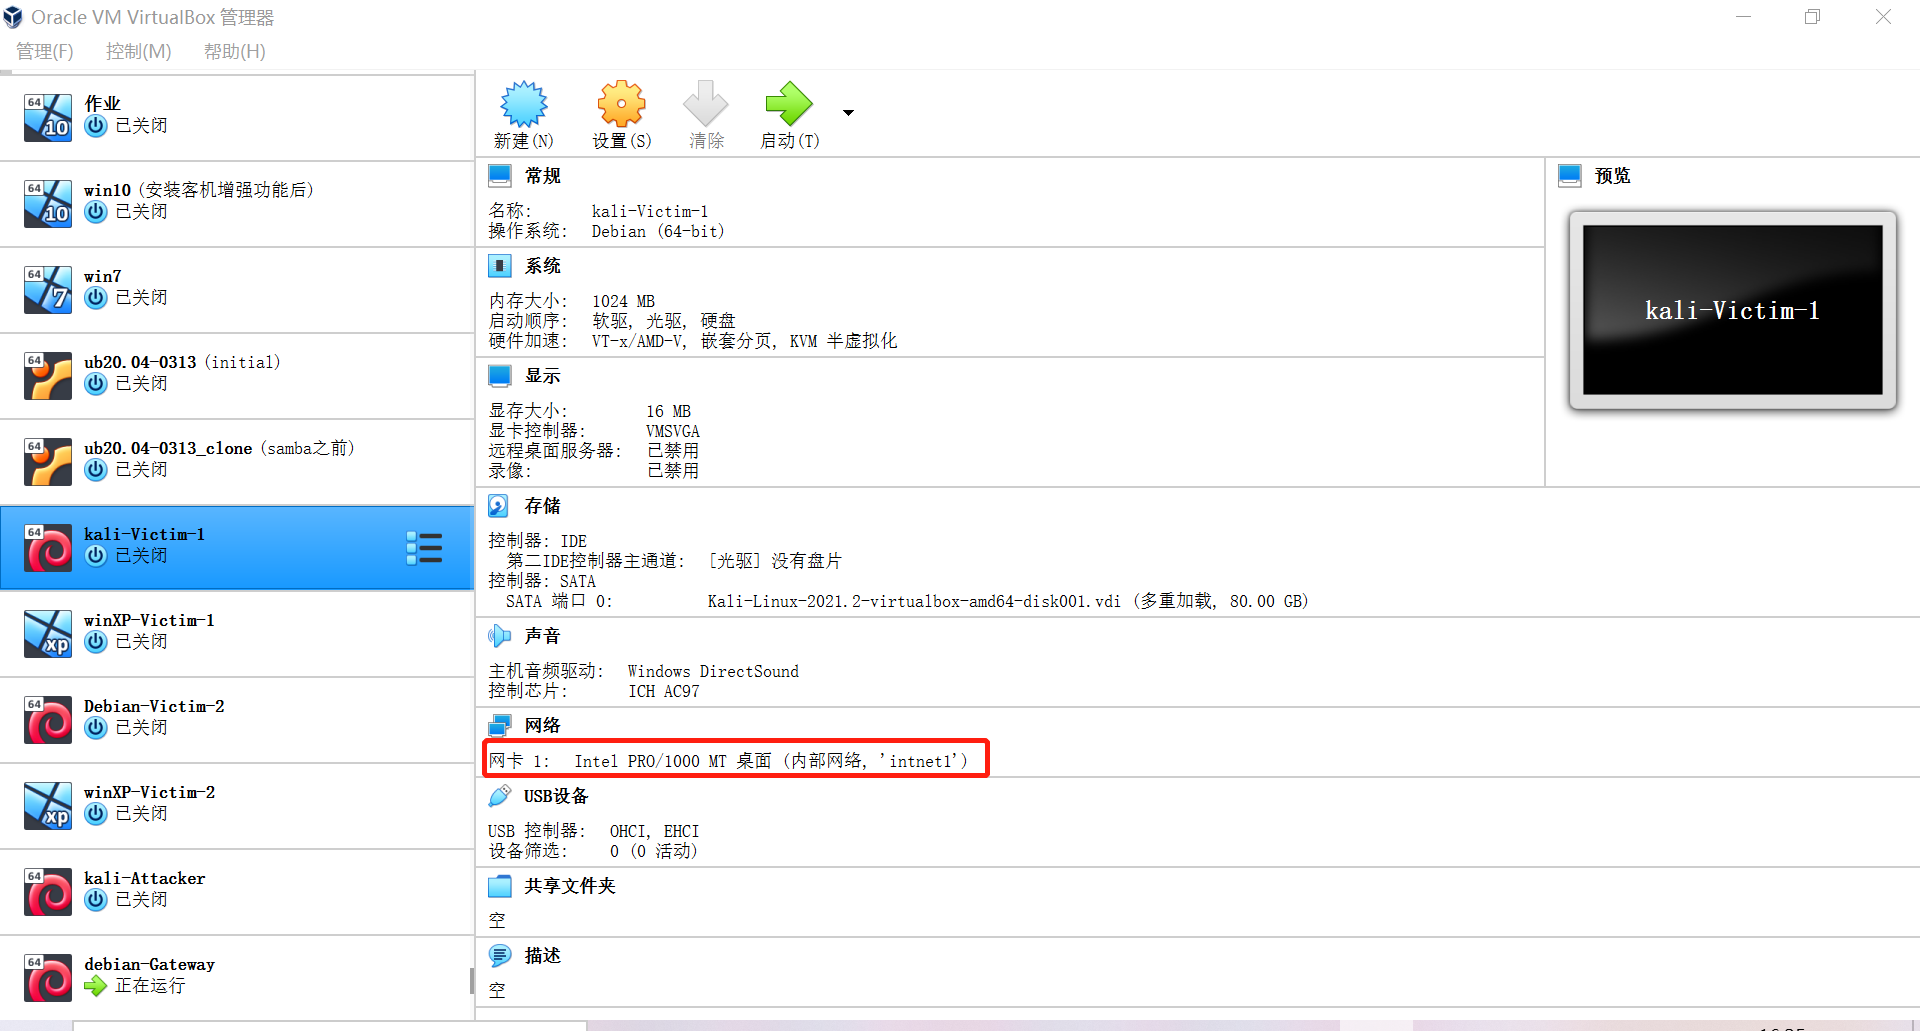 Oracle VM VirtualBox 管理器
管理(F) 控制(M) 帮助(H)
64 10 作业
已关闭
64 10 win10 (安装客机增强功能后)
已关闭
64 7 win7
已关闭
64 ub20.04-0313 (initial)
已关闭
64 ub20.04-0313_clone (samba之前)
已关闭
64 kali-Victim-1
已关闭
xp winXP-Victim-1
已关闭
64 Debian-Victim-2
已关闭
xp winXP-Victim-2
已关闭
64 kali-Attacker
已关闭
64 debian-Gateway
正在运行
新建(N) 设置(S) 清除 启动(T)
常规
名称: kali-Victim-1
操作系统: Debian (64-bit)
系统
内存大小: 1024 MB
启动顺序: 软驱, 光驱, 硬盘
硬件加速: VT-x/AMD-V, 嵌套分页, KVM 半虚拟化
显示
显存大小: 16 MB
显卡控制器: VMSVGA
远程桌面服务器: 已禁用
录像: 已禁用
存储
控制器: IDE
第二IDE控制器主通道: [光驱] 没有盘片
控制器: SATA
SATA 端口 0: Kali-Linux-2021.2-virtualbox-amd64-disk001.vdi (多重加载, 80.00 GB)
声音
主机音频驱动: Windows DirectSound
控制芯片: ICH AC97
网络
网卡 1: Intel PRO/1000 MT 桌面 (内部网络, 'intnet1')
USB设备
USB 控制器: OHCI, EHCI
设备筛选: 0 (0 活动)
共享文件夹
空
描述
空
预览
kali-Victim-1